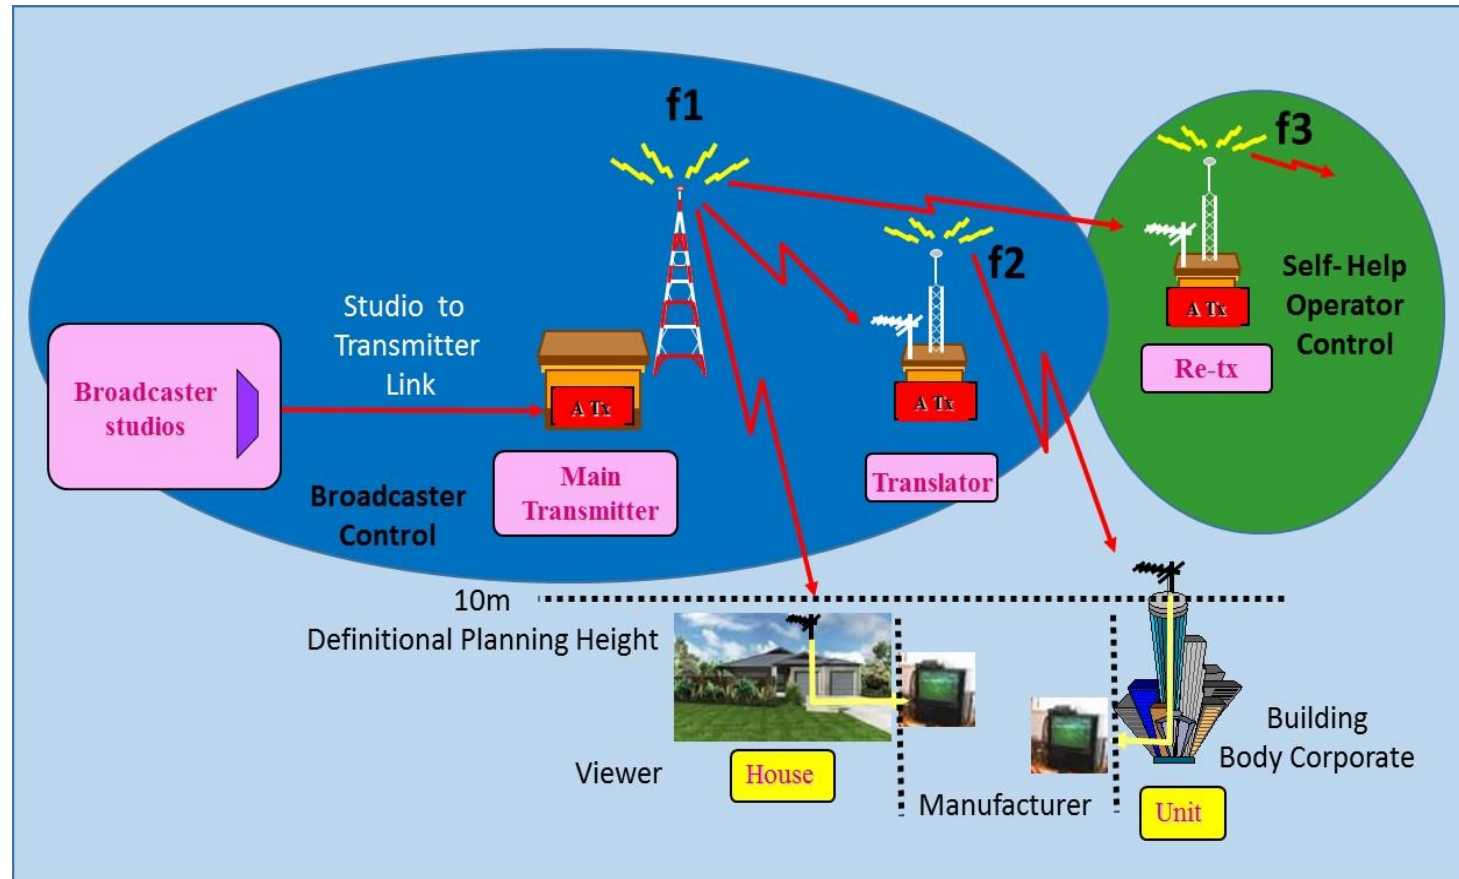 f1
f3
f2
Self- Help
Operator
Control
A Tx
Re-tx
Studio to
Transmitter
Link
Broadcaster
studios
A Tx
A Tx
Main
Transmitter
Translator
Broadcaster
Control
10m
Definitional Planning Height
Viewer
House
Manufacturer
Unit
Building
Body Corporate